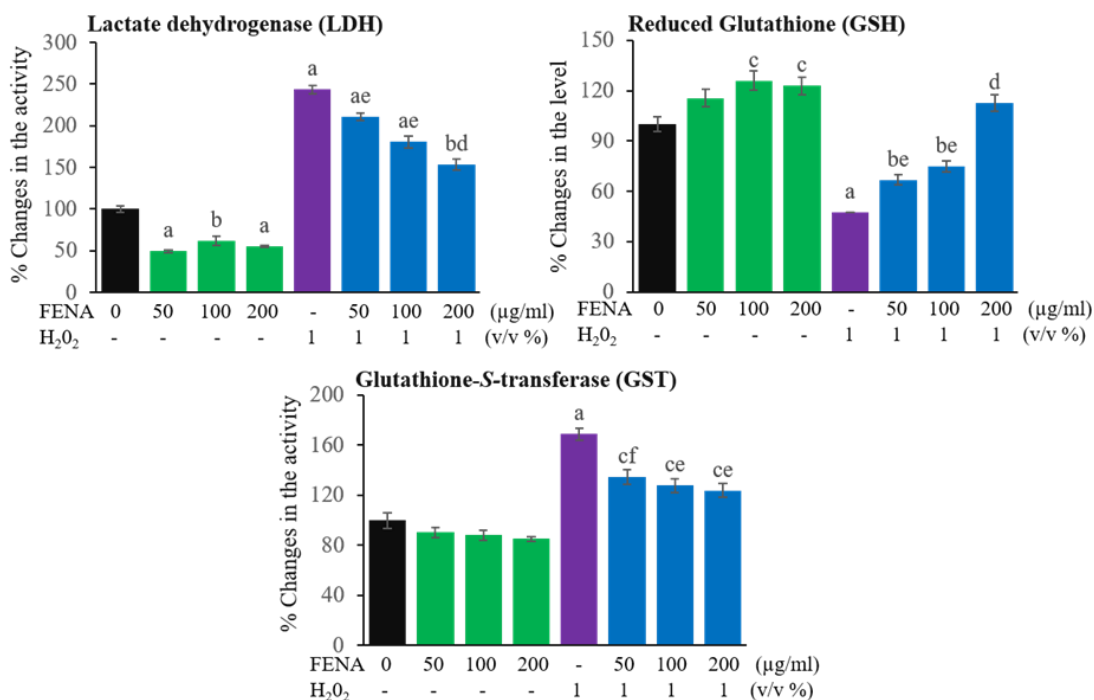 Lactate dehydrogenase (LDH)
% Changes in the activity
300
250
200
150
100
50
0
a
b
a
a
ae
ae
bd
FENA 0 50 100 200 - 50 100 200 (µg/ml)
H₂0₂ - - - - 1 1 1 1 (v/v %)
Reduced Glutathione (GSH)
% Changes in the level
150
120
90
60
30
0
c
c
a
be
be
d
FENA 0 50 100 200 - 50 100 200 (µg/ml)
H₂0₂ - - - - 1 1 1 1 (v/v %)
Glutathione-S-transferase (GST)
% Changes in the activity
200
160
120
80
40
0
a
cf
ce
ce
FENA 0 50 100 200 - 50 100 200 (µg/ml)
H₂0₂ - - - - 1 1 1 1 (v/v %)